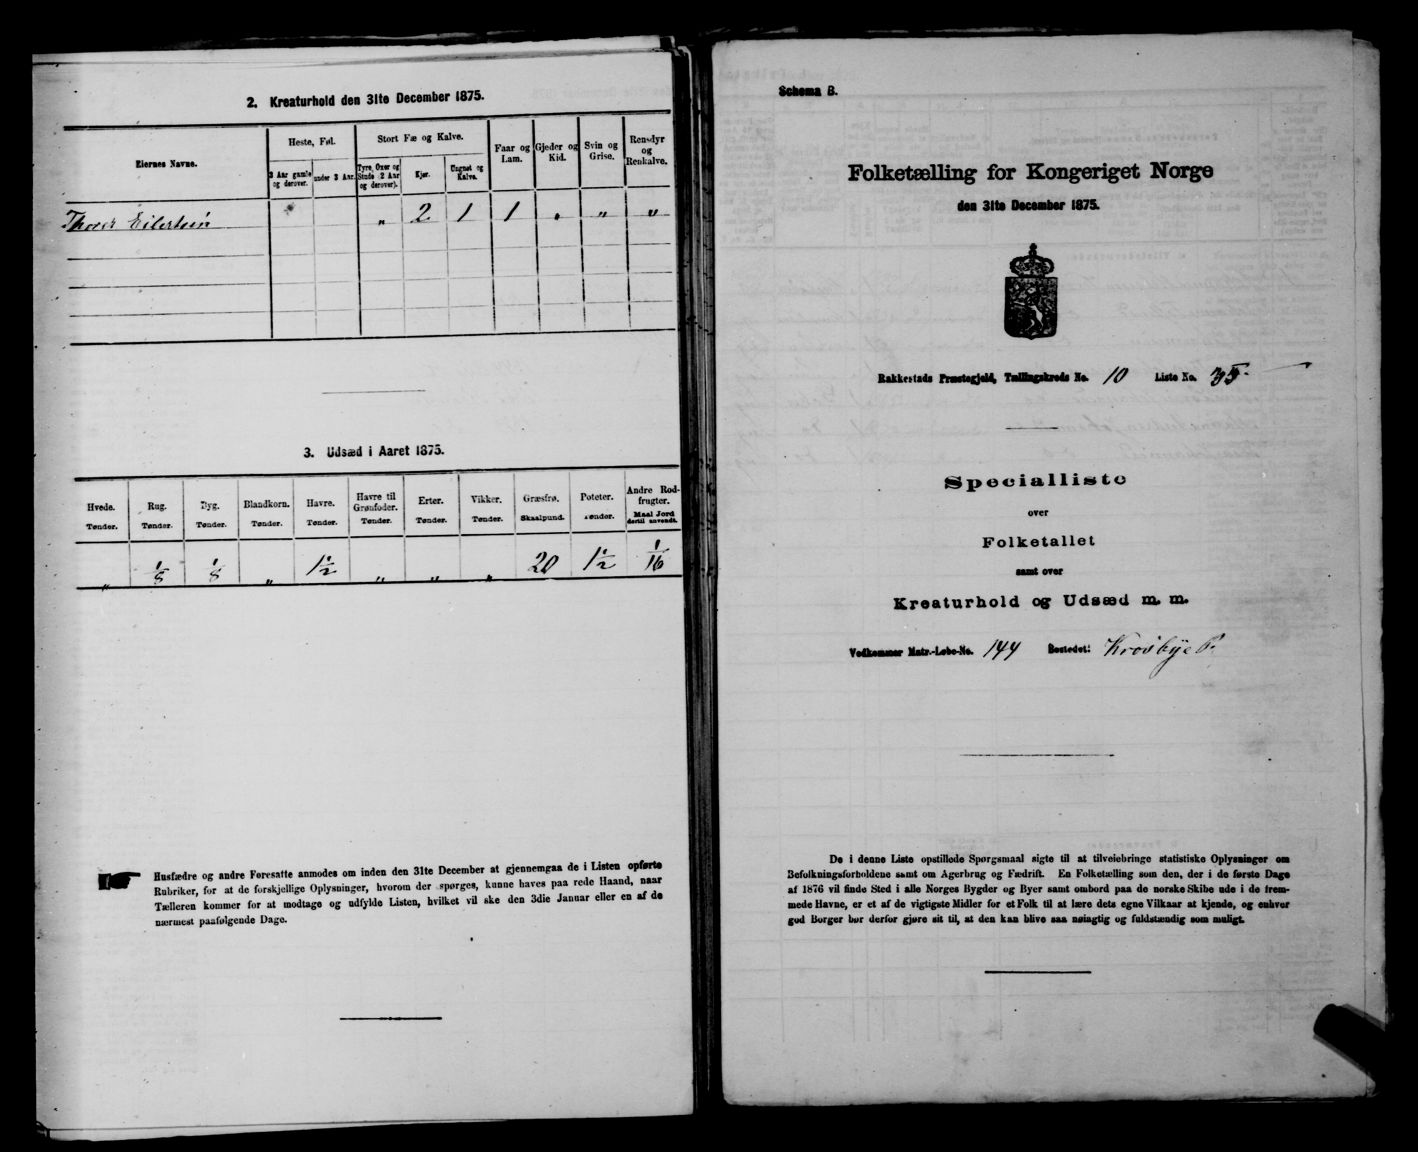 2. Kreaturhold den 31te December 1875.
Eiernes Navne.
Heste, Føl.
Stort Fæ og Kalve.
Faar og Lam.
Gjeder og Kid.
Svin og Grise.
Rensdyr og Renkalve.
3 Aar gamle og derover.
under 3 Aar.
Tyre, Oxer og Stude (2 Aar og derover).
Kjør.
Ungnøt og Kalve.
Eilertsen „ 2 1 1 „ „ „
3. Udsæd i Aaret 1875.
Hvede. Rug. Byg. Blandkorn. Havre. Havre til Grønfoder. Erter. Vikker. Græsfrø. Poteter. Andre Rodfrugter.
Tønder. Tønder. Tønder. Tønder. Tønder. Tønder. Tønder. Tønder. Skaalpund. Tønder. Maal Jord dertil anvendt.
„ 1/8 1/8 „ 1½ „ „ „ 20 1½ 1/16
Husfædre og andre Foresatte anmodes om inden den 31te December at gjennemgaa de i Listen opførte
Rubriker, for at de forskjellige Oplysninger, hvorom der spørges, kunne haves paa rede Haand, naar
Tælleren kommer for at modtage og udfylde Listen, hvilket vil ske den 3die Januar eller en af de
nærmest paafølgende Dage.
Schema B.
Folketælling for Kongeriget Norge
den 31te December 1875.
Rakkestads Præstegjeld, Tællingskreds No. 10 Liste No. 35.
Specialliste
over
Folketallet
samt over
Kreaturhold og Udsæd m. m.
Vedkommer Matr.-Løbe-No. 144 Bostedet:
De i denne Liste opstillede Spørgsmaal sigte til at tilveiebringe statistiske Oplysninger om
Befolkningsforholdene samt om Agerbrug og Fædrift. En Folketælling som den, der i de første Dage
af 1876 vil finde Sted i alle Norges Bygder og Byer samt ombord paa de norske Skibe ude i de frem-
mede Havne, er et af de vigtigste Midler for et Folk til at lære dets egne Vilkaar at kjende, og enhver
god Borger bør derfor gjøre sit til, at den kan blive saa nøiagtig og fuldstændig som muligt.